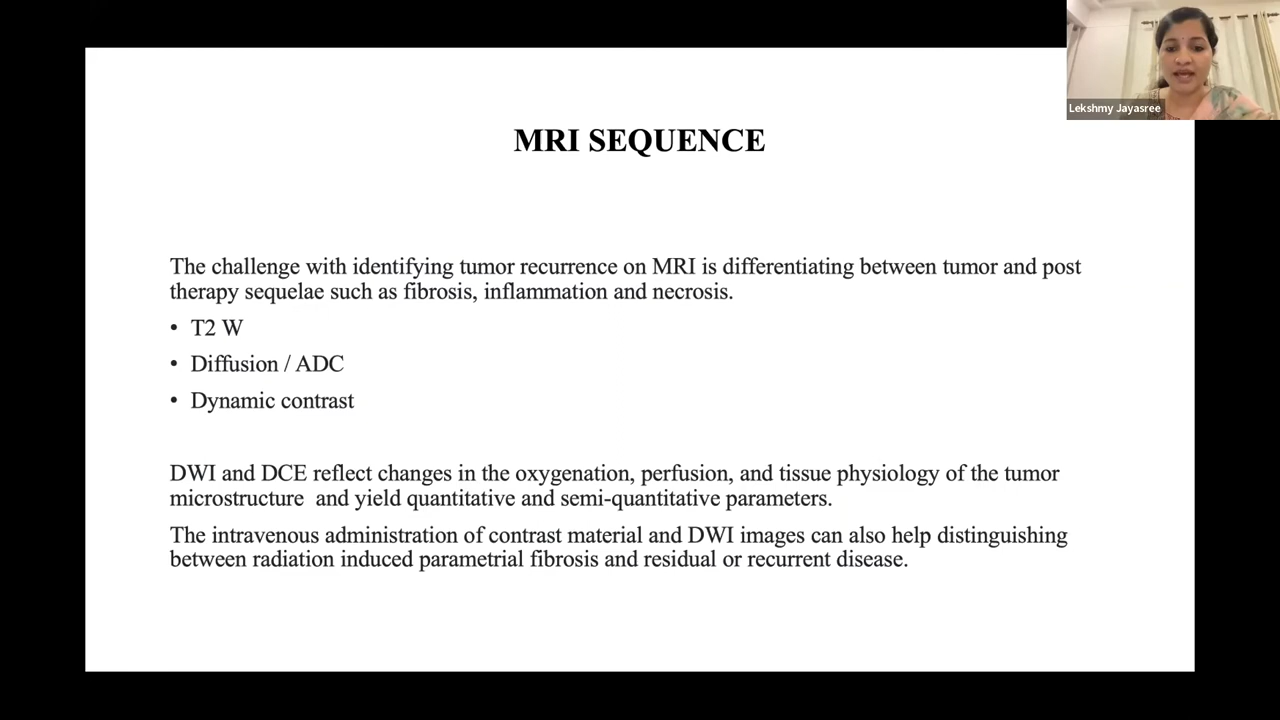 Lekshmy Jayasree
MRI SEQUENCE
The challenge with identifying tumor recurrence on MRI is differentiating between tumor and post
therapy sequelae such as fibrosis, inflammation and necrosis.
• T2 W
• Diffusion / ADC
• Dynamic contrast
DWI and DCE reflect changes in the oxygenation, perfusion, and tissue physiology of the tumor
microstructure and yield quantitative and semi-quantitative parameters.
The intravenous administration of contrast material and DWI images can also help distinguishing
between radiation induced parametrial fibrosis and residual or recurrent disease.